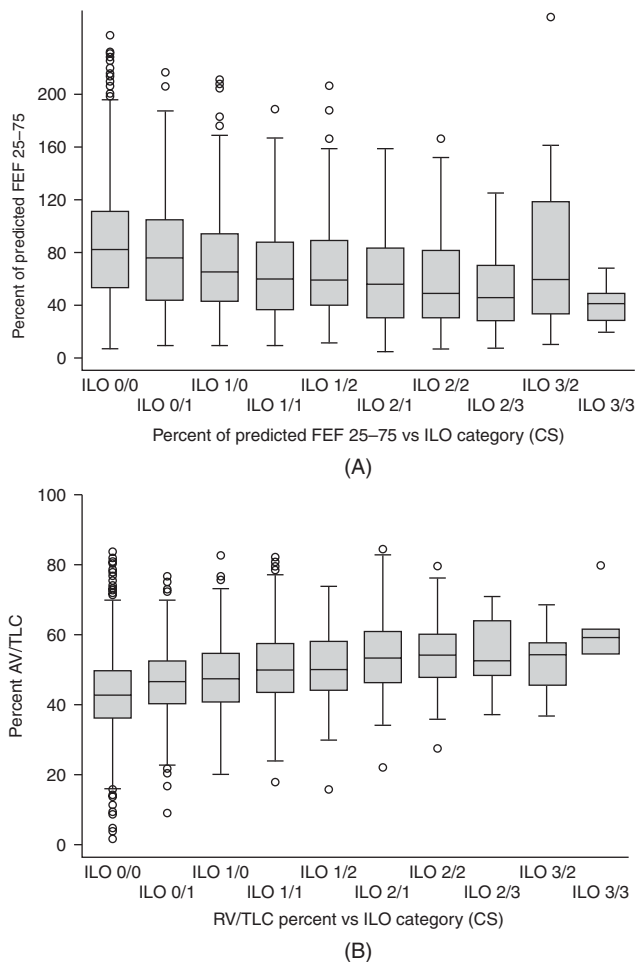 200
160
120
80
40
0
Percent of predicted FEF 25–75
ILO 0/0 ILO 1/0 ILO 1/2 ILO 2/2 ILO 3/2
ILO 0/1 ILO 1/1 ILO 2/1 ILO 2/3 ILO 3/3
Percent of predicted FEF 25–75 vs ILO category (CS)
(A)
100
80
60
40
20
0
Percent AV/TLC
ILO 0/0 ILO 1/0 ILO 1/2 ILO 2/2 ILO 3/2
ILO 0/1 ILO 1/1 ILO 2/1 ILO 2/3 ILO 3/3
RV/TLC percent vs ILO category (CS)
(B)